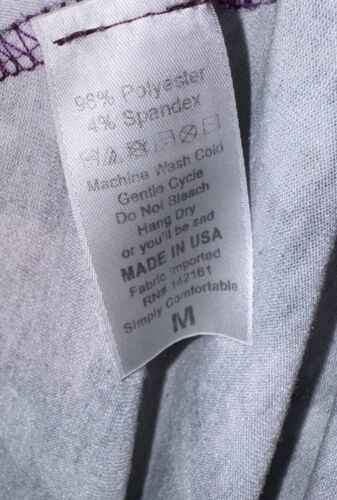 96% Polyester
4% Spandex
Machine Wash Cold
Gentle Cycle
Do Not Bleach
Hang Dry
or you'll be sad
MADE IN USA
Fabric Imported
RN# 142161
Simply Comfortable
M